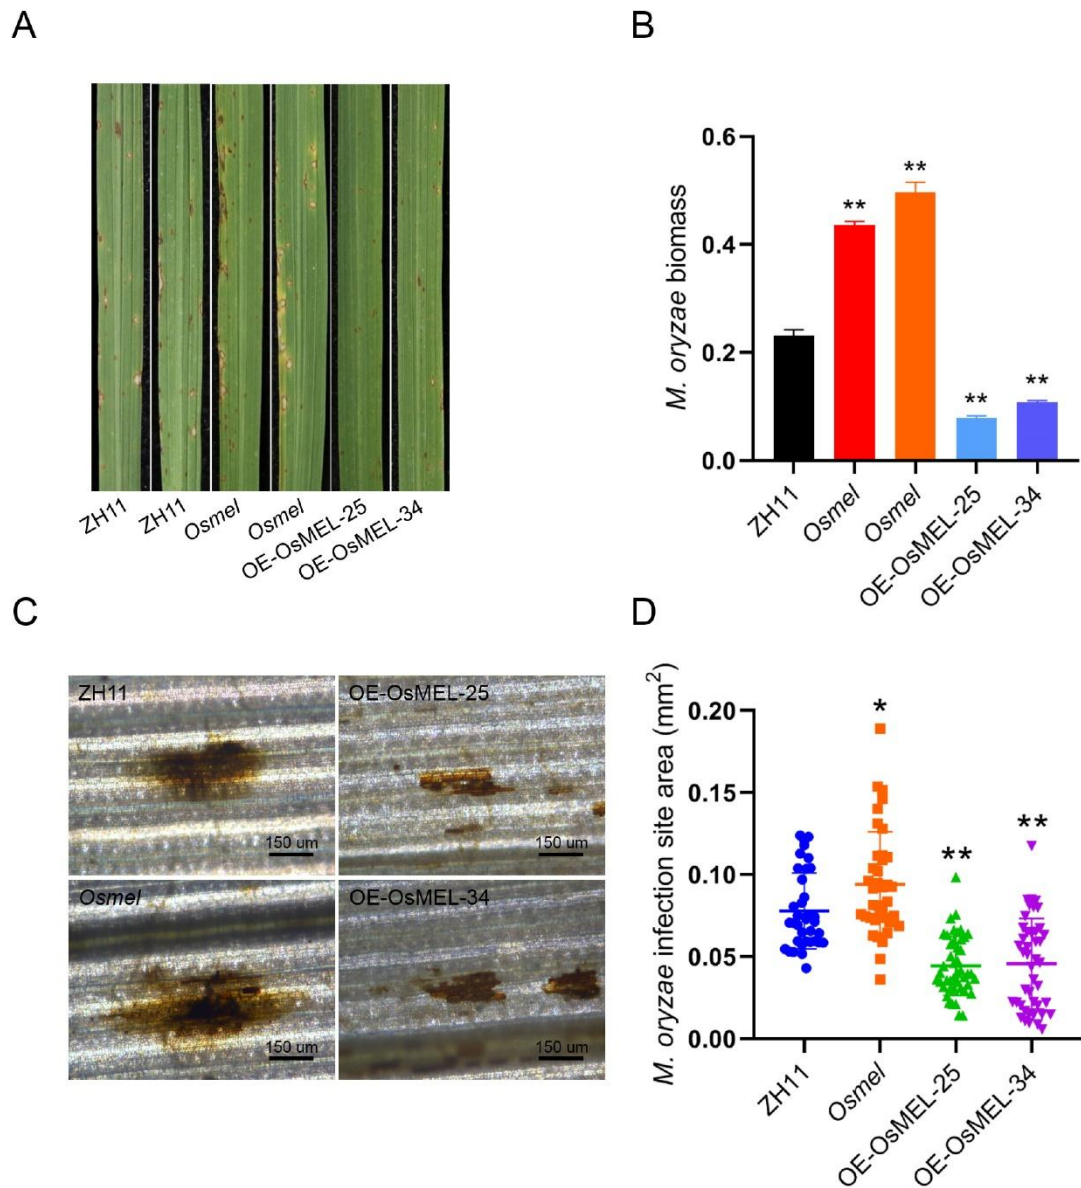 A
ZH11
ZH11
Osmel
Osmel
OE-OsMEL-25
OE-OsMEL-34
B
M. oryzae biomass
0.6
0.4
0.2
0.0
**
**
**
**
ZH11
Osmel
Osmel
OE-OsMEL-25
OE-OsMEL-34
C
ZH11
150 um
OE-OsMEL-25
150 um
Osmel
150 um
OE-OsMEL-34
150 um
D
M. oryzae infection site area (mm²)
0.20
0.15
0.10
0.05
0.00
*
**
**
ZH11
Osmel
OE-OsMEL-25
OE-OsMEL-34